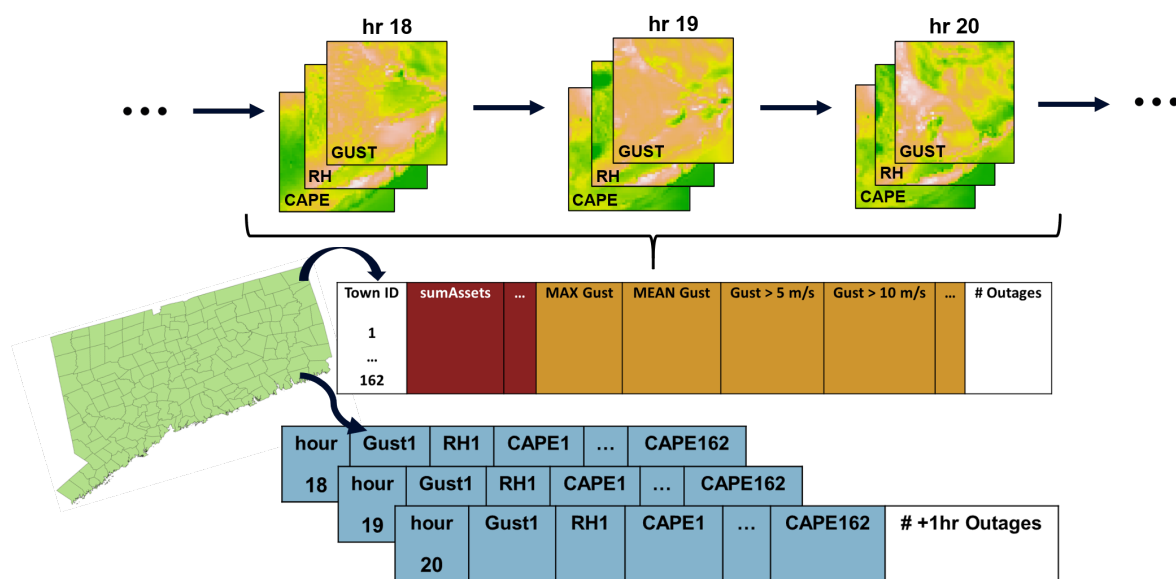 hr 18
hr 19
hr 20
GUST
RH
CAPE
GUST
RH
CAPE
GUST
RH
CAPE
Town ID sumAssets ... MAX Gust MEAN Gust Gust > 5 m/s Gust > 10 m/s ... # Outages
1
...
162
hour Gust1 RH1 CAPE1 ... CAPE162
18
hour Gust1 RH1 CAPE1 ... CAPE162
19
hour Gust1 RH1 CAPE1 ... CAPE162 # +1hr Outages
20